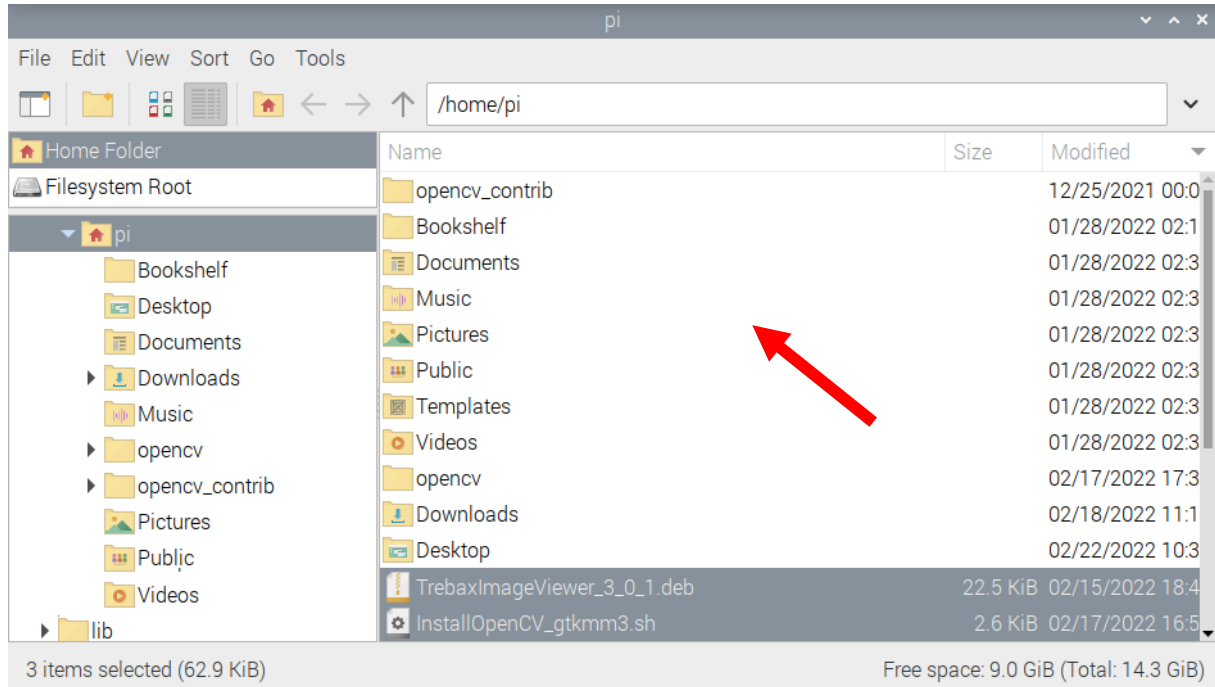 pi
File Edit View Sort Go Tools
/home/pi
Home Folder
Filesystem Root
pi
Bookshelf
Desktop
Documents
Downloads
Music
opencv
opencv_contrib
Pictures
Public
Videos
lib
Name Size Modified
opencv_contrib 12/25/2021 00:0
Bookshelf 01/28/2022 02:1
Documents 01/28/2022 02:3
Music 01/28/2022 02:3
Pictures 01/28/2022 02:3
Public 01/28/2022 02:3
Templates 01/28/2022 02:3
Videos 01/28/2022 02:3
opencv 02/17/2022 17:3
Downloads 02/18/2022 11:1
Desktop 02/22/2022 10:3
TrebaxImageViewer_3_0_1.deb 22.5 KiB 02/15/2022 18:4
InstallOpenCV_gtkmm3.sh 2.6 KiB 02/17/2022 16:5
3 items selected (62.9 KiB) Free space: 9.0 GiB (Total: 14.3 GiB)